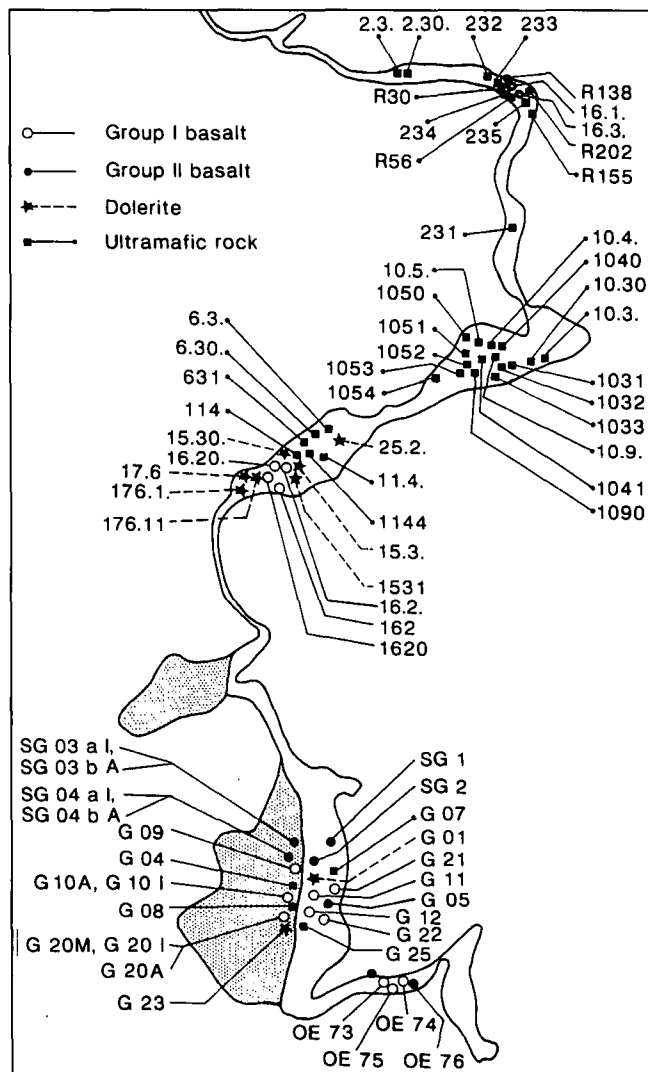 2.3.
2.30.
232
233
R30
R138
16.1.
16.3.
234
235
R202
R56
R155
Group I basalt
Group II basalt
Dolerite
Ultramafic rock
231
10.4.
1040
10.30
10.3.
10.5.
1050
1051
1052
1053
1054
1031
1032
1033
10.9.
1041
1090
6.3.
6.30.
631
114
15.30.
16.20.
17.6
176.1.
176.11
25.2.
11.4.
1144
15.3.
1531
16.2.
162
1620
SG 03 a I,
SG 03 b A
SG 04 a I,
SG 04 b A
G 09
G 04
G 10A, G 10 I
G 08
G 20M, G 20 I
G 20A
G 23
SG 1
SG 2
G 07
G 01
G 21
G 11
G 05
G 12
G 22
G 25
OE 73
OE 74
OE 75
OE 76